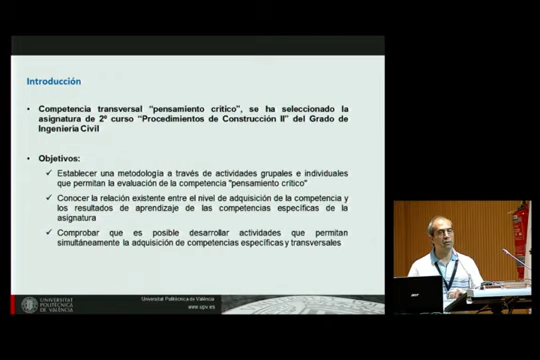 Introducción
• Competencia transversal "pensamiento crítico", se ha seleccionado la
asignatura de 2º curso "Procedimientos de Construcción II" del Grado de
Ingeniería Civil
• Objetivos:
✓ Establecer una metodología a través de actividades grupales e individuales
que permitan la evaluación de la competencia "pensamiento crítico"
✓ Conocer la relación existente entre el nivel de adquisición de la competencia y
los resultados de aprendizaje de las competencias específicas de la
asignatura
✓ Comprobar que es posible desarrollar actividades que permitan
simultáneamente la adquisición de competencias específicas y transversales
UNIVERSITAT
POLITÈCNICA
DE VALÈNCIA
Universitat Politècnica de València
www.upv.es
acer